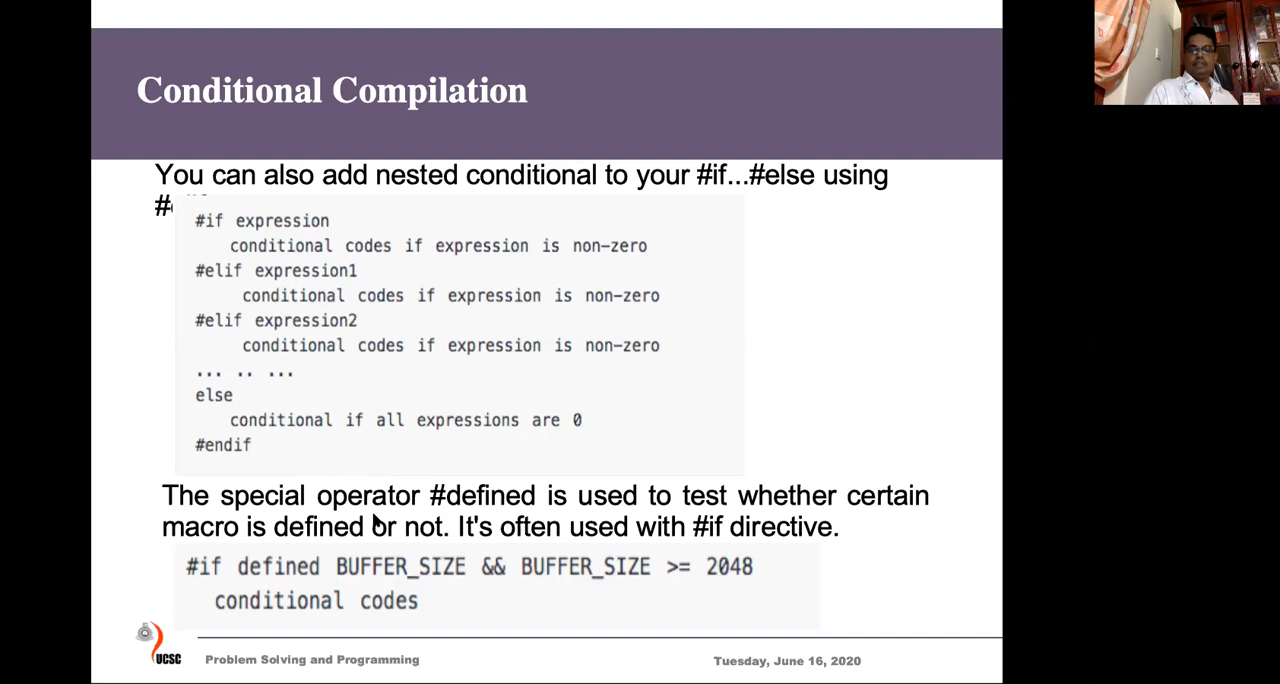 Conditional Compilation
You can also add nested conditional to your #if...#else using
#if expression
conditional codes if expression is non-zero
#elif expression1
conditional codes if expression is non-zero
#elif expression2
conditional codes if expression is non-zero
... .. ...
else
conditional if all expressions are 0
#endif
The special operator #defined is used to test whether certain
macro is defined or not. It's often used with #if directive.
#if defined BUFFER_SIZE && BUFFER_SIZE >= 2048
conditional codes
UCSC
Problem Solving and Programming
Tuesday, June 16, 2020